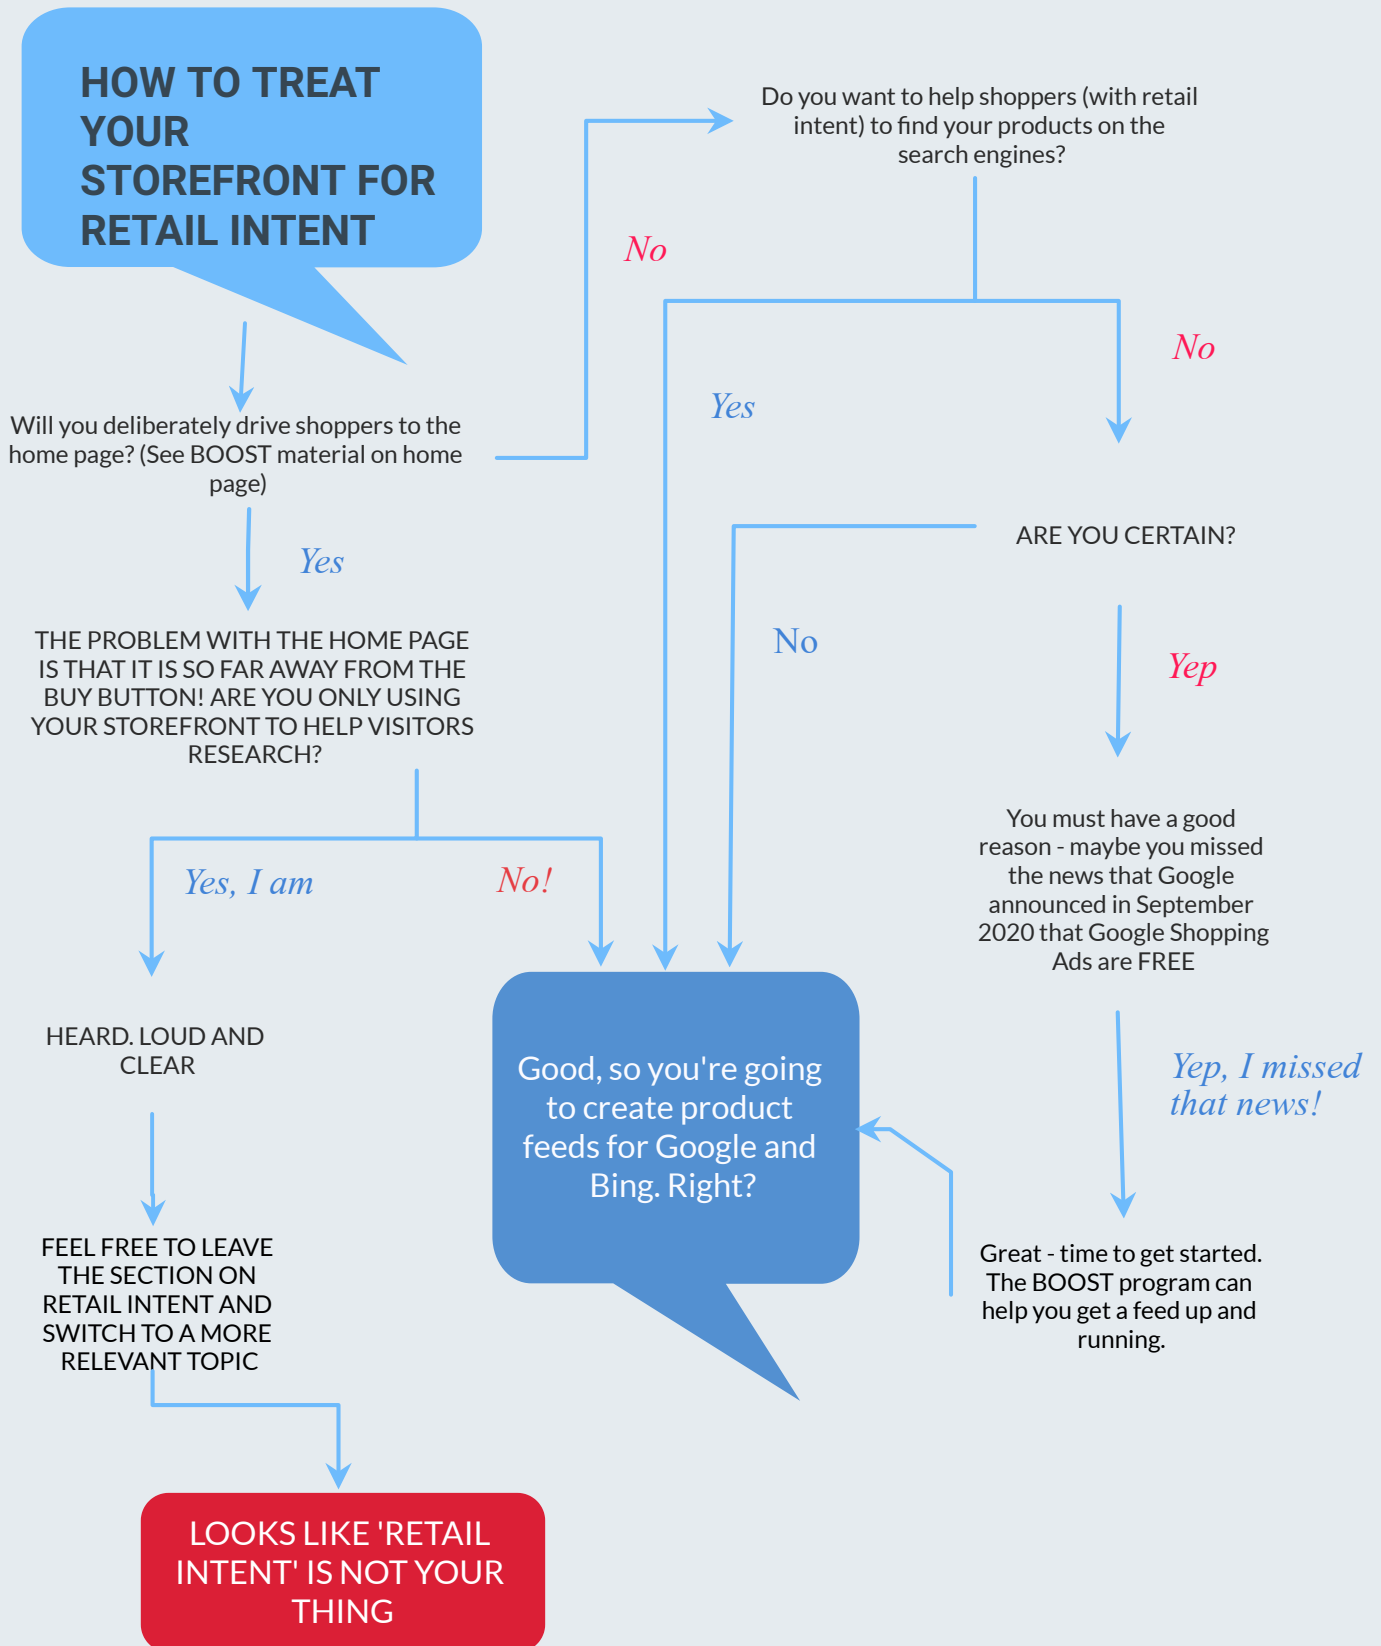 HOW TO TREAT
YOUR
STOREFRONT FOR
RETAIL INTENT
Do you want to help shoppers (with retail
intent) to find your products on the
search engines?
No
No
Yes
Will you deliberately drive shoppers to the
home page? (See BOOST material on home
page)
Yes
ARE YOU CERTAIN?
No
Yep
THE PROBLEM WITH THE HOME PAGE
IS THAT IT IS SO FAR AWAY FROM THE
BUY BUTTON! ARE YOU ONLY USING
YOUR STOREFRONT TO HELP VISITORS
RESEARCH?
You must have a good
reason - maybe you missed
the news that Google
announced in September
2020 that Google Shopping
Ads are FREE
Yes, I am
No!
HEARD. LOUD AND
CLEAR
Good, so you're going
to create product
feeds for Google and
Bing. Right?
Yep, I missed
that news!
FEEL FREE TO LEAVE
THE SECTION ON
RETAIL INTENT AND
SWITCH TO A MORE
RELEVANT TOPIC
Great - time to get started.
The BOOST program can
help you get a feed up and
running.
LOOKS LIKE 'RETAIL
INTENT' IS NOT YOUR
THING